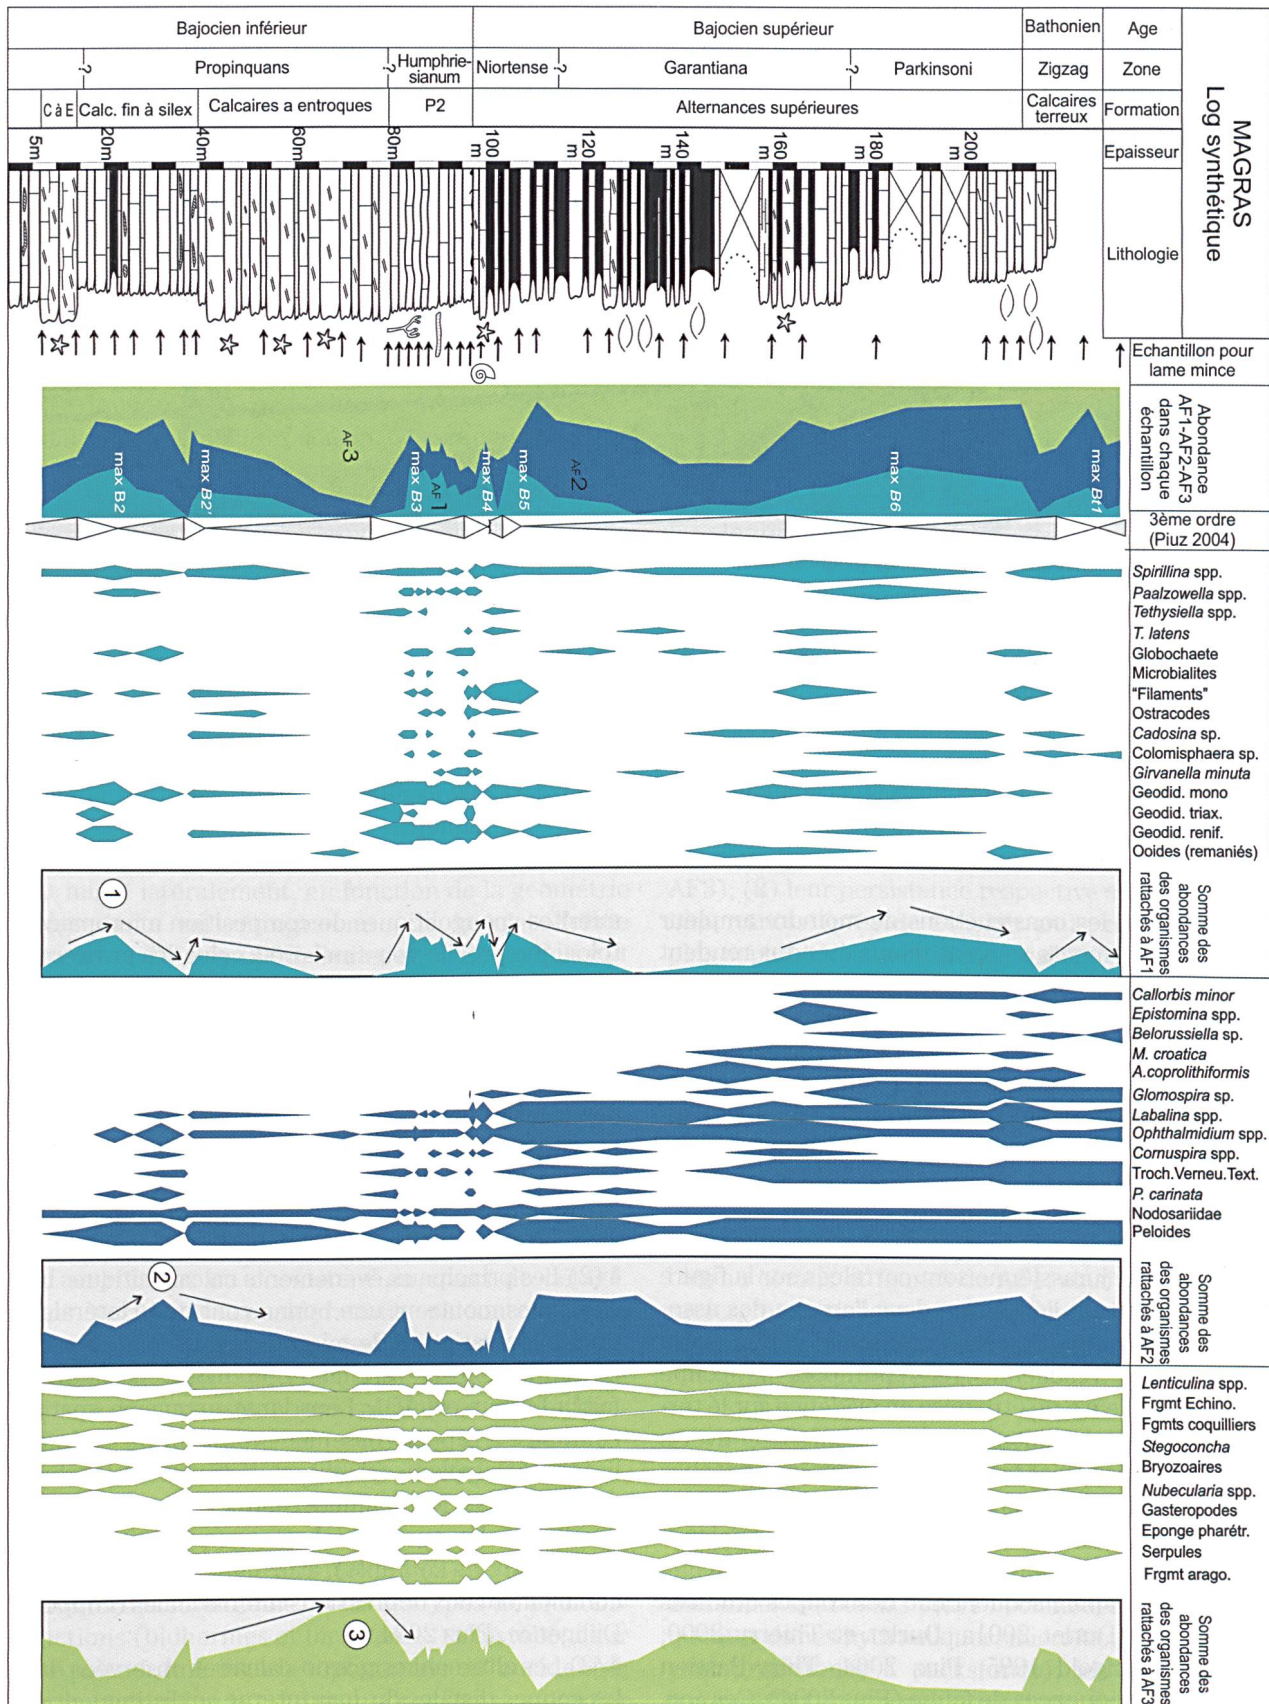 MAGRAS
Log synthétique
Bajocien inférieur
Bajocien supérieur
Bathonien
Age
?
Propinquans
?
Humphrie-
sianum
Niortense
?
Garantiana
?
Parkinsoni
Zigzag
Zone
C à E
Calc. fin à silex
Calcaires a entroques
P2
Alternances supérieures
Calcaires
terreux
Formation
5m
20m
40m
60m
80m
100
m
120
m
140
m
160
m
180
m
200
m
Epaisseur
Lithologie
Echantillon pour
lame mince
Abondance
AF1-AF2-AF3
dans chaque
échantillon
AF3
AF2
AF1
max B2
max B2'
max B3
max B4
max B5
max B6
max Bt1
3ème ordre
(Piuz 2004)
Spirillina spp.
Paalzowella spp.
Tethysiella spp.
T. latens
Globochaete
Microbialites
"Filaments"
Ostracodes
Cadosina sp.
Colomisphaera sp.
Girvanella minuta
Geodid. mono
Geodid. triax.
Geodid. renif.
Ooides (remaniés)
1
Somme des
abondances
des organismes
rattachés à AF1
Callorbis minor
Epistomina spp.
Belorussiella sp.
M. croatica
A.coprolithiformis
Glomospira sp.
Labalina spp.
Ophthalmidium spp.
Cornuspira spp.
Troch.Verneu.Text.
P. carinata
Nodosariidae
Peloides
2
Somme des
abondances
des organismes
rattachés à AF2
Lenticulina spp.
Frgmt Echino.
Fgmts coquilliers
Stegoconcha
Bryozoaires
Nubecularia spp.
Gasteropodes
Eponge pharétr.
Serpules
Frgmt arago.
3
Somme des
abondances
des organismes
rattachés à AF3